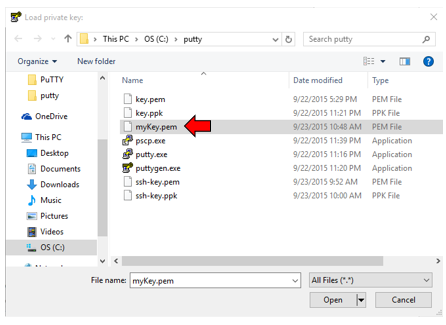 Load private key:
This PC > OS (C:) > putty
Search putty
Organize
New folder
PuTTY
putty
OneDrive
This PC
Desktop
Documents
Downloads
Music
Pictures
Videos
OS (C:)
Name Date modified Type
key.pem 9/22/2015 5:29 PM PEM File
key.ppk 9/22/2015 11:21 PM PPK File
myKey.pem 9/23/2015 10:48 AM PEM File
pscp.exe 9/22/2015 11:39 PM Application
putty.exe 9/22/2015 11:16 PM Application
puttygen.exe 9/22/2015 11:20 PM Application
ssh-key.pem 9/23/2015 9:52 AM PEM File
ssh-key.ppk 9/23/2015 10:00 AM PPK File
File name: myKey.pem
All Files (*.*)
Open
Cancel